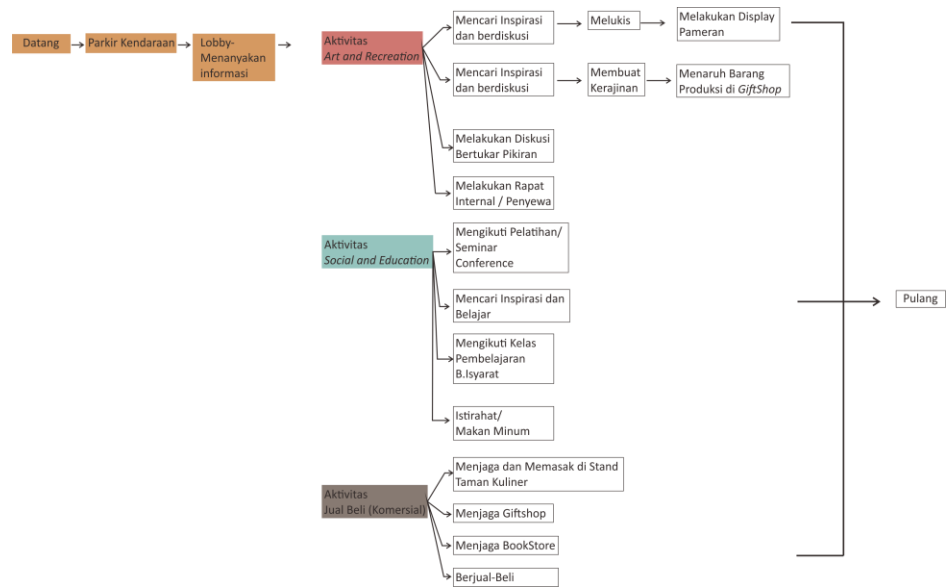 Datang
Parkir Kendaraan
Lobby-
Menanyakan
informasi
Aktivitas
Art and Recreation
Mencari Inspirasi
dan berdiskusi
Melukis
Melakukan Display
Pameran
Mencari Inspirasi
dan berdiskusi
Membuat
Kerajinan
Menaruh Barang
Produksi di GiftShop
Melakukan Diskusi
Bertukar Pikiran
Melakukan Rapat
Internal / Penyewa
Aktivitas
Social and Education
Mengikuti Pelatihan/
Seminar
Conference
Mencari Inspirasi dan
Belajar
Mengikuti Kelas
Pembelajaran
B.Isyarat
Istirahat/
Makan Minum
Aktivitas
Jual Beli (Komersial)
Menjaga dan Memasak di Stand
Taman Kuliner
Menjaga Giftshop
Menjaga BookStore
Berjual-Beli
Pulang